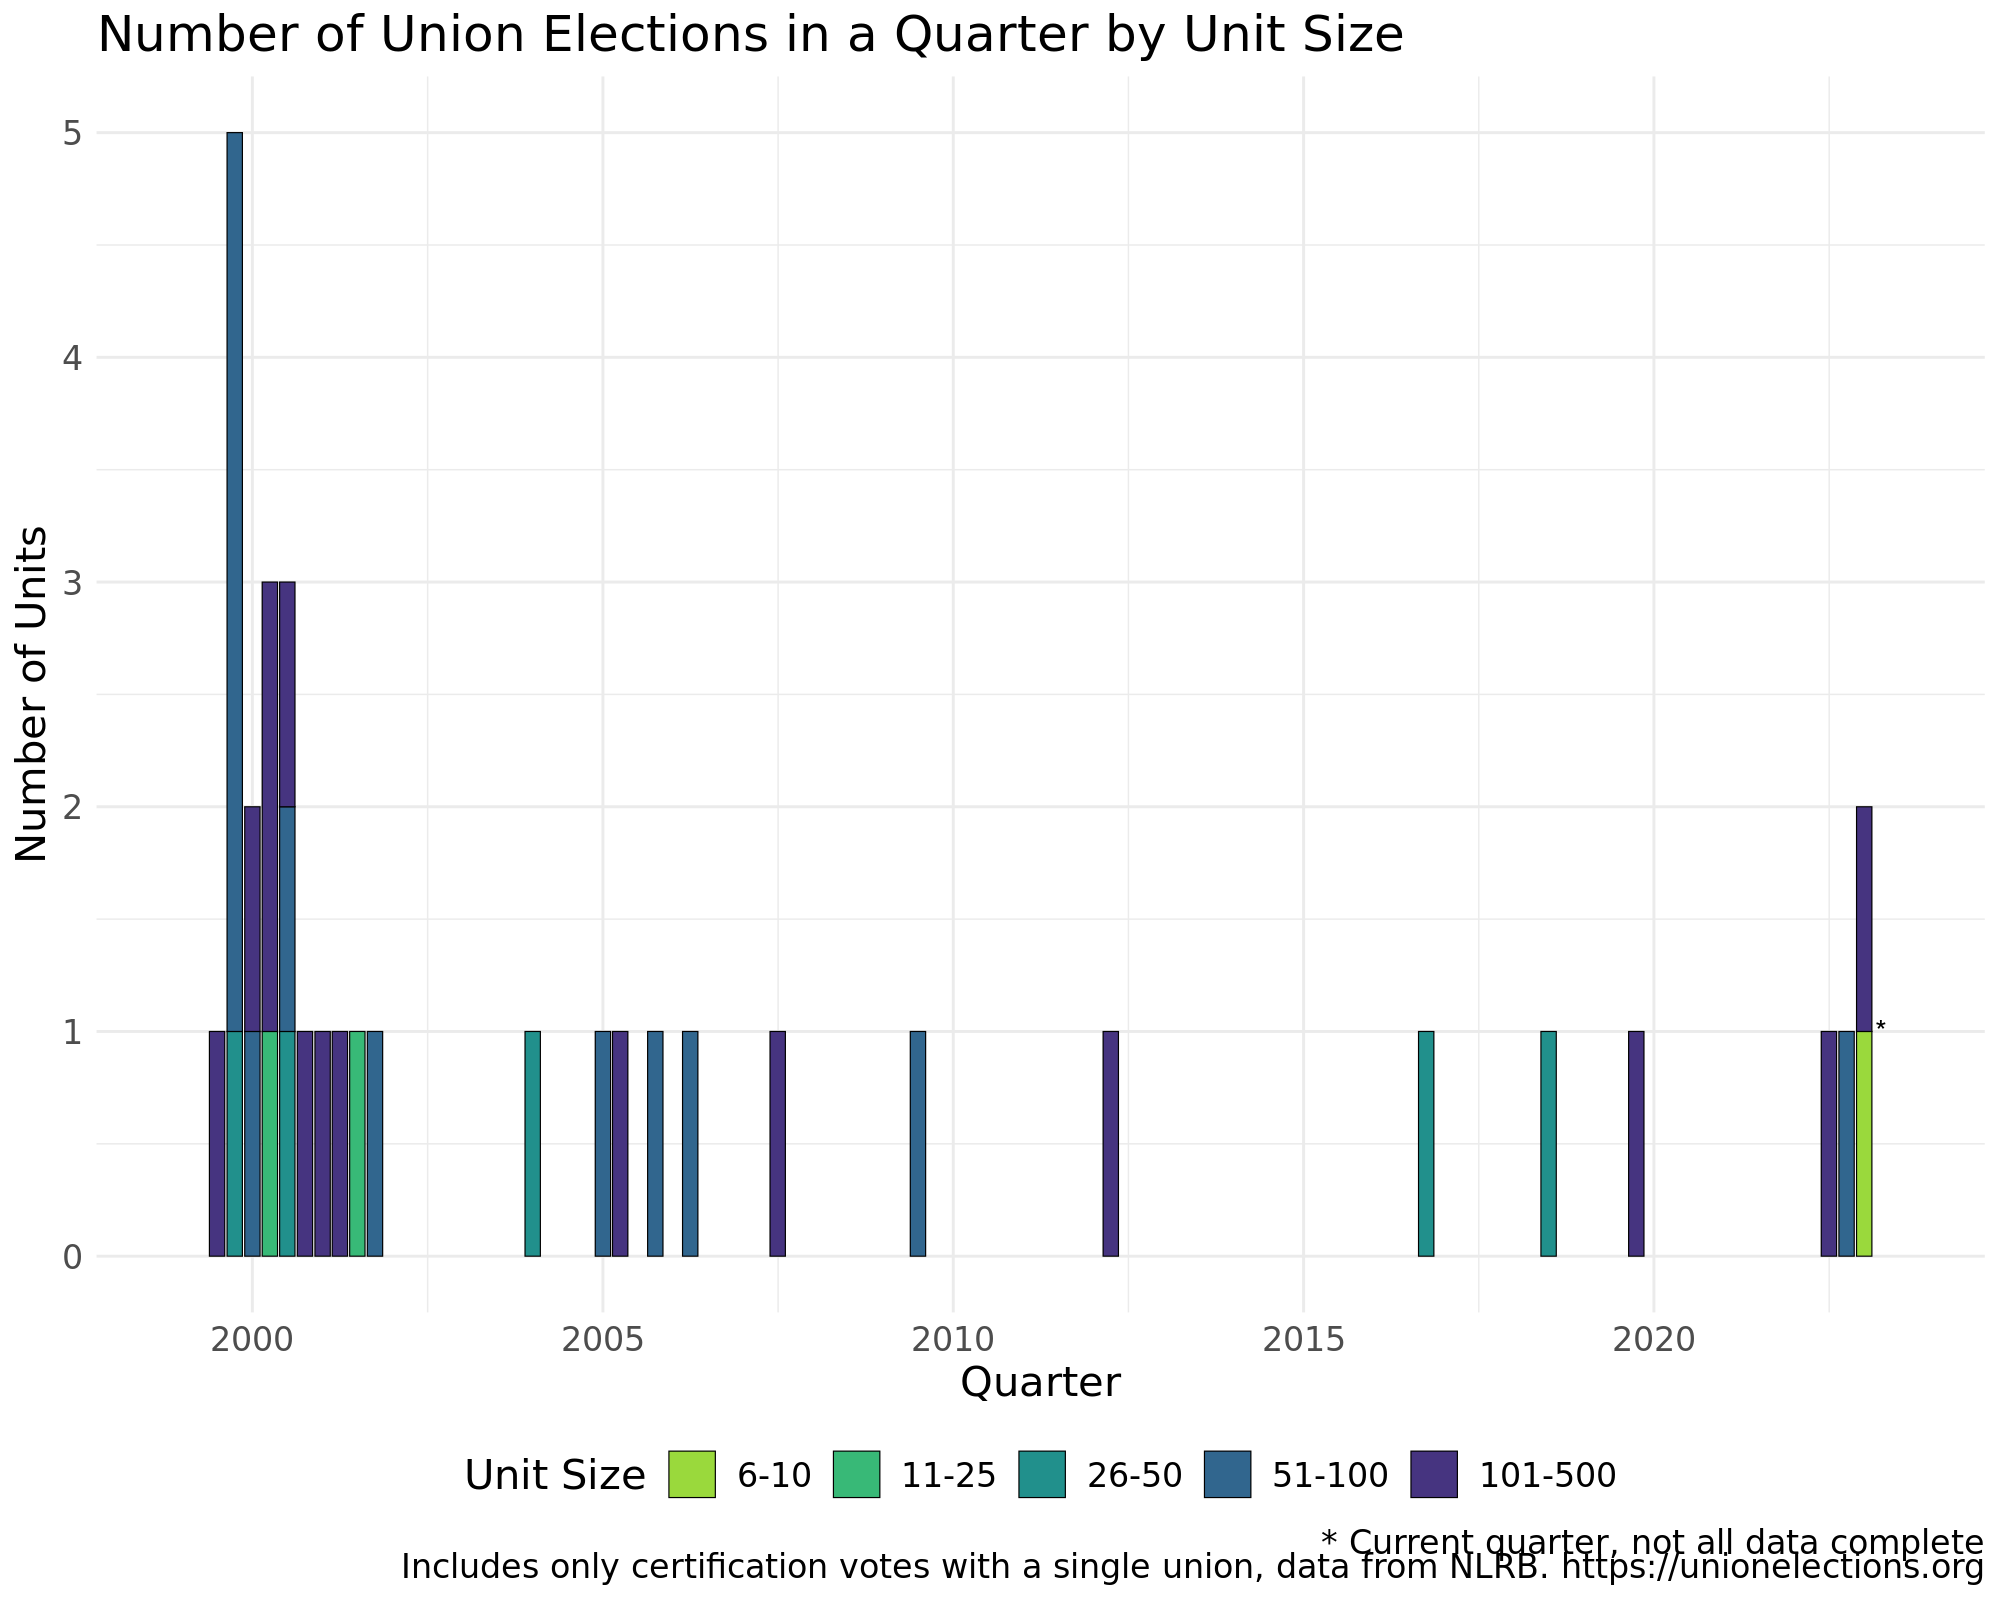 Number of Union Elections in a Quarter by Unit Size
Number of Units
5
4
3
2
1
0
*
2000 2005 2010 2015 2020
Quarter
Unit Size 6-10 11-25 26-50 51-100 101-500
* Current quarter, not all data complete
Includes only certification votes with a single union, data from NLRB. https://unionelections.org